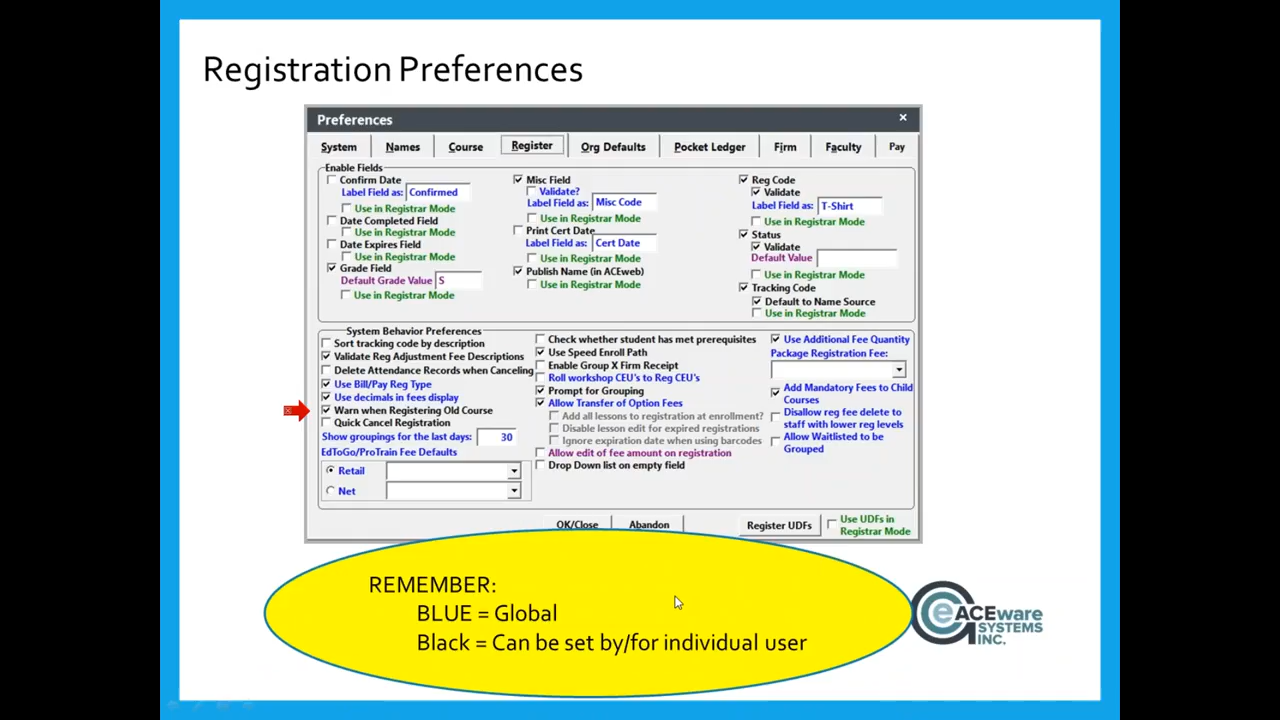 Registration Preferences
Preferences
System Names Course Register Org Defaults Pocket Ledger Firm Faculty Pay
Enable Fields
Confirm Date
Label Field as: Confirmed
Use in Registrar Mode
Date Completed Field
Use in Registrar Mode
Date Expires Field
Use in Registrar Mode
Grade Field
Default Grade Value S
Use in Registrar Mode
Misc Field
Validate?
Label Field as: Misc Code
Use in Registrar Mode
Print Cert Date
Label Field as: Cert Date
Use in Registrar Mode
Publish Name (in ACEweb)
Use in Registrar Mode
Reg Code
Validate
Label Field as: T-Shirt
Use in Registrar Mode
Status
Validate
Default Value
Use in Registrar Mode
Tracking Code
Default to Name Source
Use in Registrar Mode
System Behavior Preferences
Sort tracking code by description
Validate Reg Adjustment Fee Descriptions
Delete Attendance Records when Canceling
Use Bill/Pay Reg Type
Use decimals in fees display
Warn when Registering Old Course
Quick Cancel Registration
Show groupings for the last days: 30
EdToGo/ProTrain Fee Defaults
Retail
Net
Check whether student has met prerequisites
Use Speed Enroll Path
Enable Group X Firm Receipt
Roll workshop CEU's to Reg CEU's
Prompt for Grouping
Allow Transfer of Option Fees
Add all lessons to registration at enrollment?
Disable lesson edit for expired registrations
Ignore expiration date when using barcodes
Allow edit of fee amount on registration
Drop Down list on empty field
Use Additional Fee Quantity
Package Registration Fee:
Add Mandatory Fees to Child
Courses
Disallow reg fee delete to
staff with lower reg levels
Allow Waitlisted to be
Grouped
OK/Close Abandon Register UDFs
Use UDFs in
Registrar Mode
REMEMBER:
BLUE = Global
Black = Can be set by/for individual user
ACEware
SYSTEMS
INC.